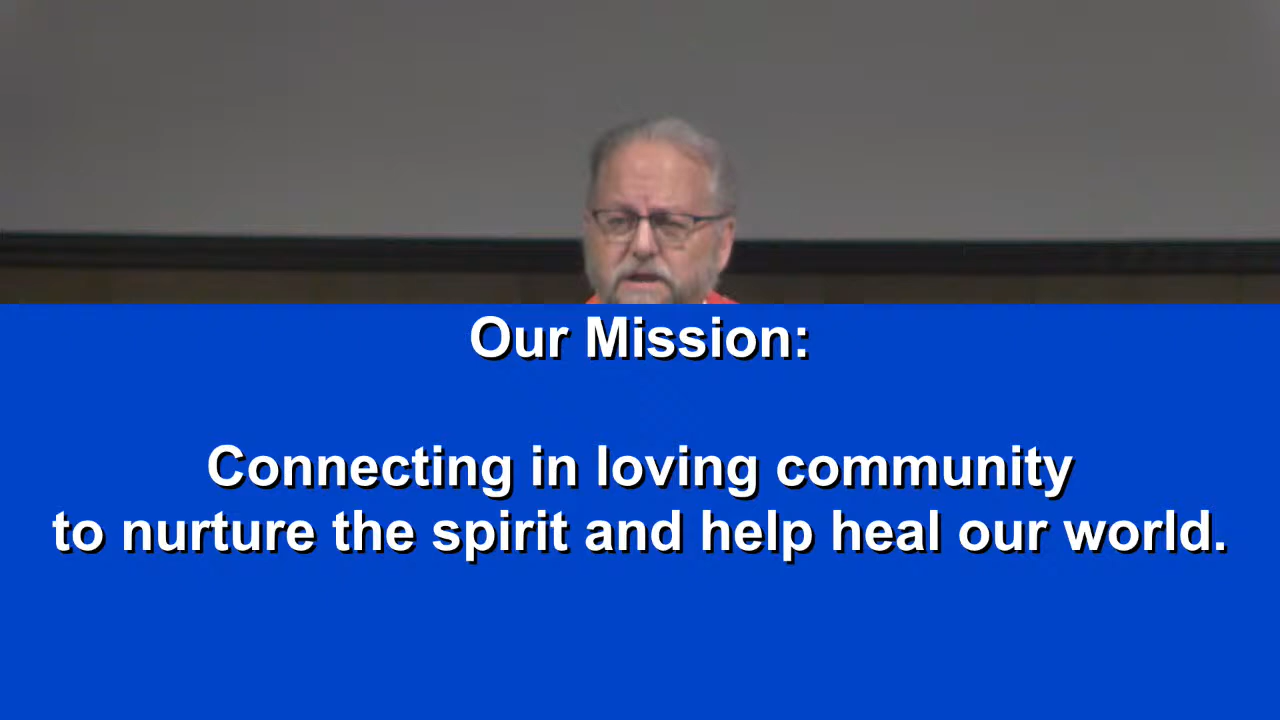 Our Mission:
Connecting in loving community
to nurture the spirit and help heal our world.